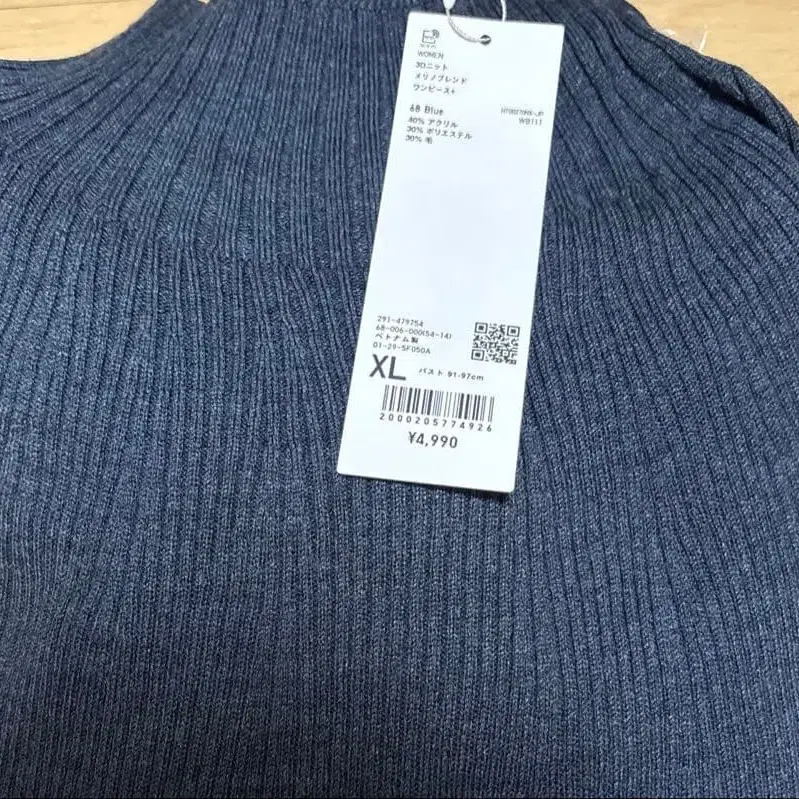 WOMEN
3Dニット
メリノブレンド
ワンピース+
68 Blue
W8111
40% アクリル
30% ポリエステル
30% 毛
291-479754
68-006-000(54-14)
ベトナム製
01-29-5F050A
XL バスト 91-97cm
2000205774926
¥4,990